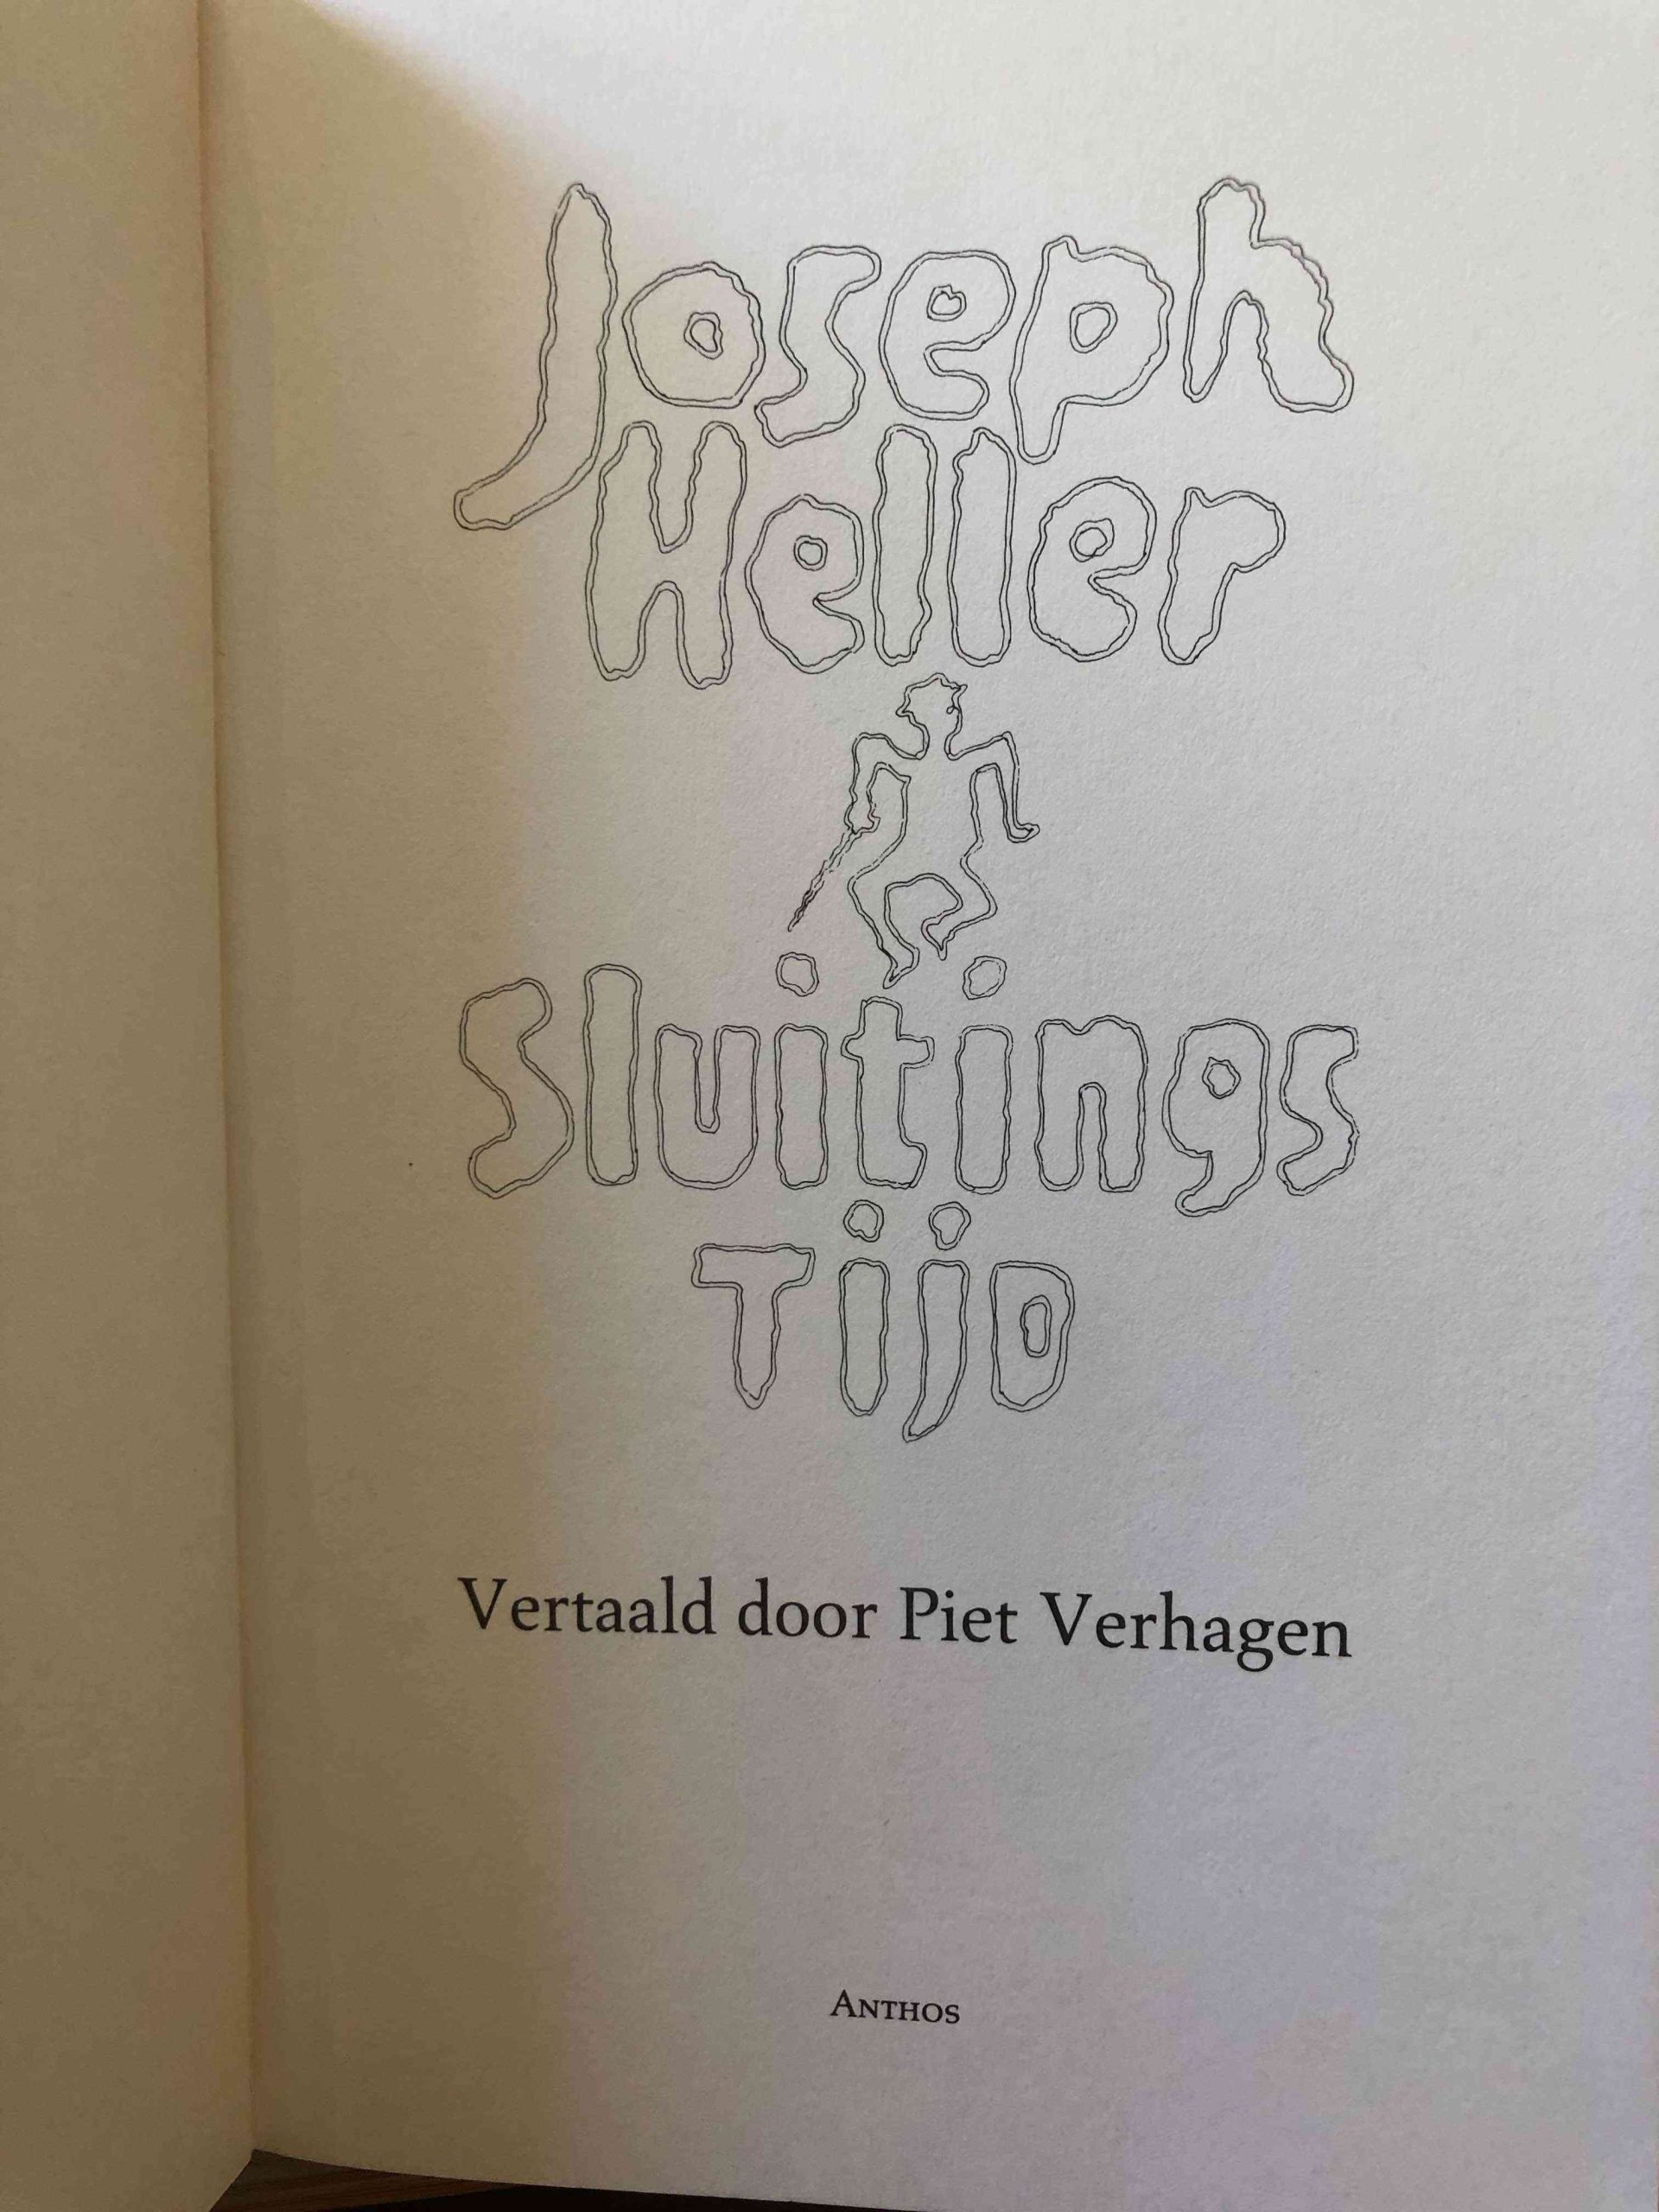 Joseph
Heller
Sluitings
TijD
Vertaald door Piet Verhagen
ANTHOS